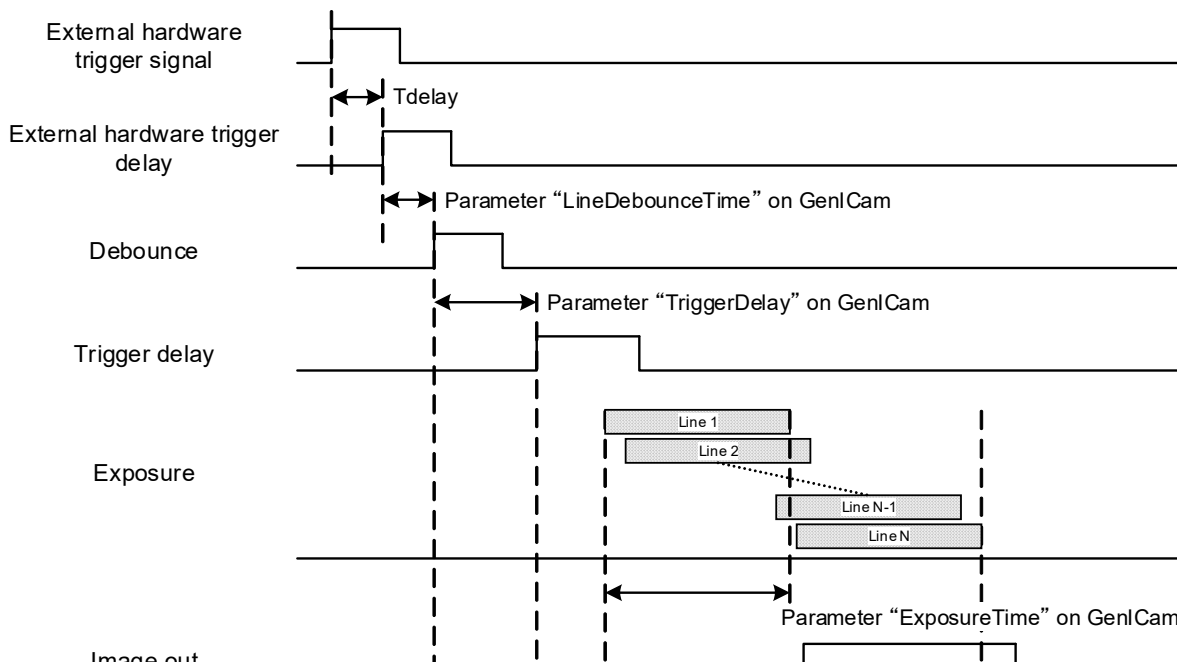 External hardware
trigger signal
Tdelay
External hardware trigger
delay
Parameter “LineDebounceTime” on GenICam
Debounce
Parameter “TriggerDelay” on GenICam
Trigger delay
Line 1
Line 2
Exposure
Line N-1
Line N
Parameter “ExposureTime” on GenICam
Image out